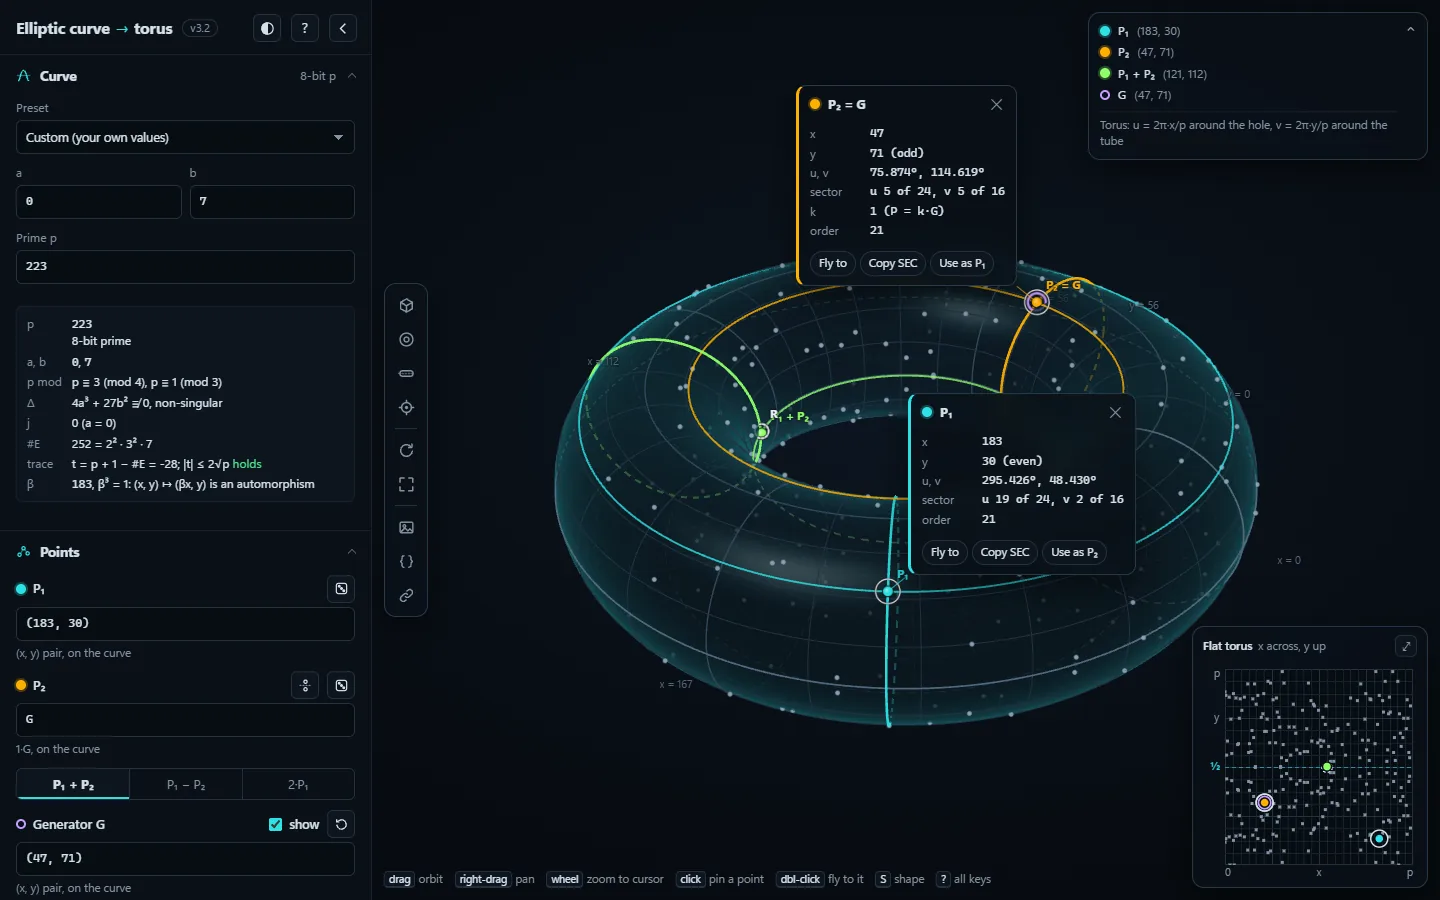 Elliptic curve → torus v3.2 ?
Curve 8-bit p
Preset
Custom (your own values)
a b
0 7
Prime p
223
p 223
8-bit prime
a, b 0, 7
p mod p ≡ 3 (mod 4), p ≡ 1 (mod 3)
Δ 4a³ + 27b² ≢ 0, non-singular
j 0 (a = 0)
#E 252 = 2² · 3² · 7
trace t = p + 1 − #E = -28; |t| ≤ 2√p holds
β 183, β³ = 1: (x, y) ↦ (βx, y) is an automorphism
Points
P₁
(183, 30)
(x, y) pair, on the curve
P₂
G
1·G, on the curve
P₁ + P₂ P₁ − P₂ 2·P₁
Generator G show
(47, 71)
(x, y) pair, on the curve
P₂ = G
x 47
y 71 (odd)
u, v 75.874°, 114.619°
sector u 5 of 24, v 5 of 16
k 1 (P = k·G)
order 21
Fly to Copy SEC Use as P₁
P₂ = G
y = 56
x = 112
= 0
P₁ + P₂
P₁
x 183
y 30 (even)
u, v 295.426°, 48.430°
sector u 19 of 24, v 2 of 16
order 21
Fly to Copy SEC Use as P₂
P₁
x = 0
x = 167
P₁ (183, 30)
P₂ (47, 71)
P₁ + P₂ (121, 112)
G (47, 71)
Torus: u = 2π·x/p around the hole, v = 2π·y/p around the
tube
Flat torus x across, y up
p
y
½
0 x p
drag orbit right-drag pan wheel zoom to cursor click pin a point dbl-click fly to it S shape ? all keys